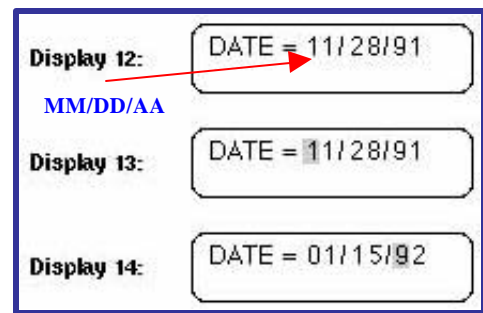 Display 12: DATE = 11/28/91
MM/DD/AA
Display 13: DATE = 11/28/91
Display 14: DATE = 01/15/92